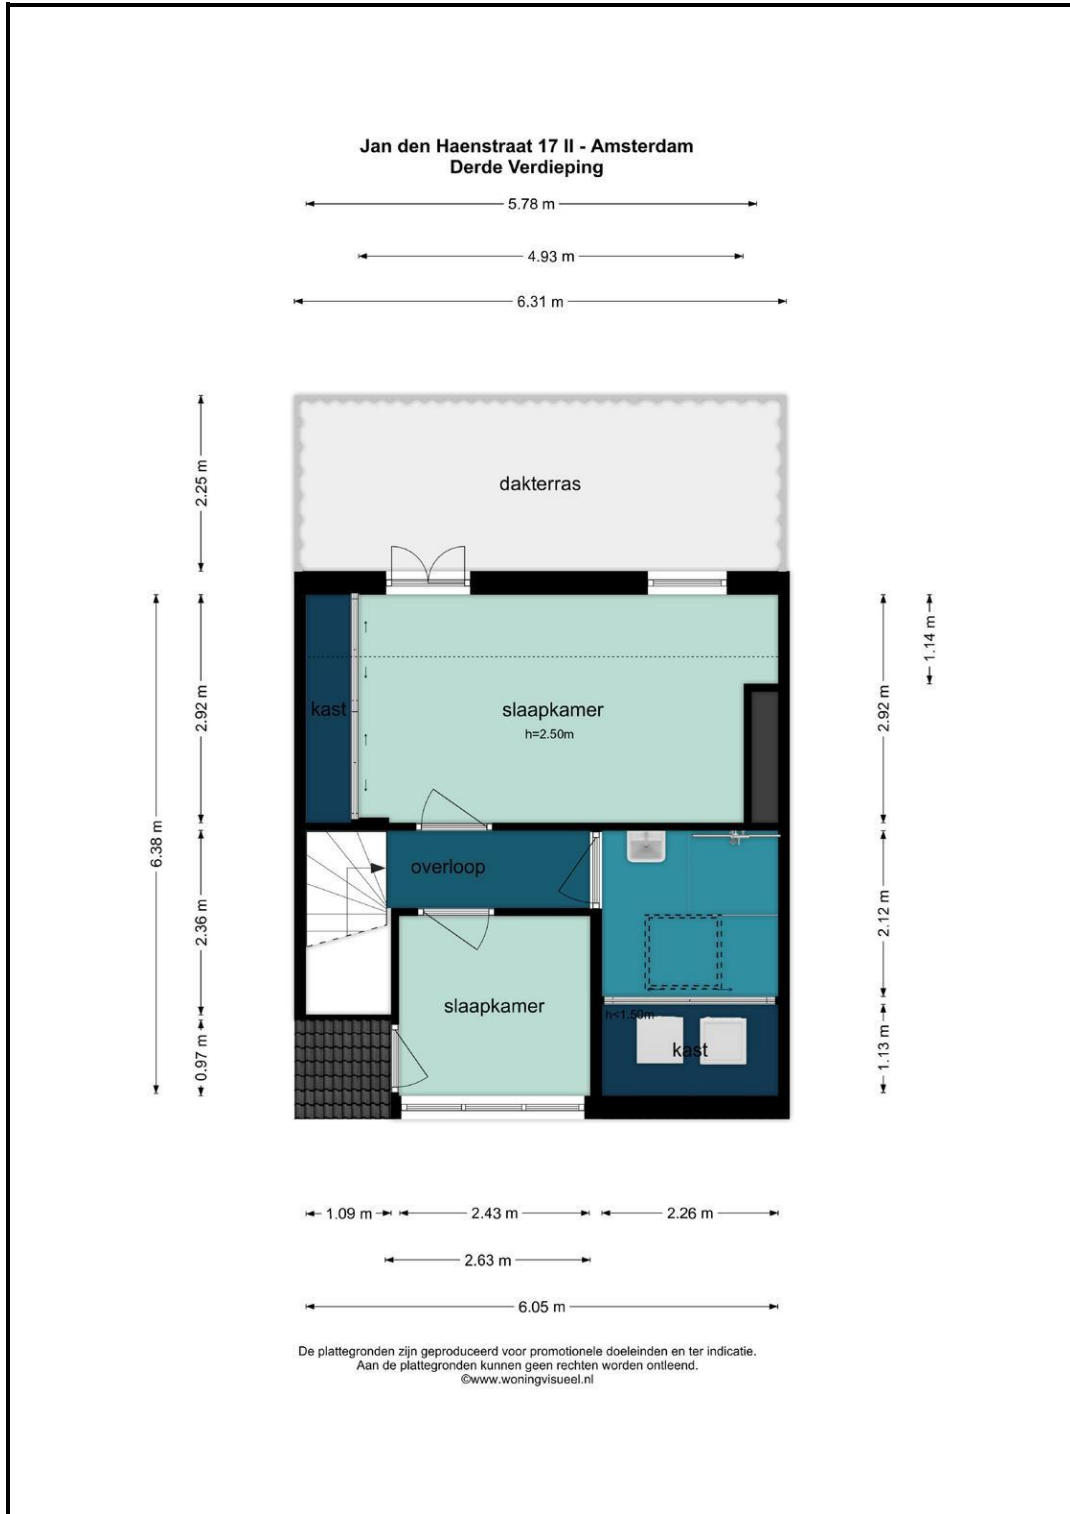 Jan den Haenstraat 17 II - Amsterdam
Derde Verdieping
5.78 m
4.93 m
6.31 m
2.25 m
dakterras
6.38 m
2.92 m
kast
slaapkamer
h=2.50m
2.92 m
1.14 m
2.36 m
overloop
2.12 m
0.97 m
slaapkamer
h<1.50m
kast
1.13 m
1.09 m
2.43 m
2.26 m
2.63 m
6.05 m
De plattegronden zijn geproduceerd voor promotionele doeleinden en ter indicatie.
Aan de plattegronden kunnen geen rechten worden ontleend.
©www.woningvisueel.nl